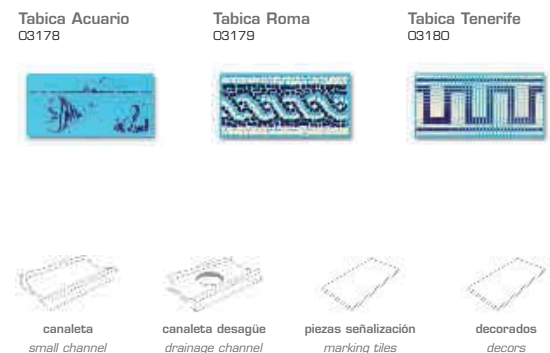 Tabica Acuario
03178
Tabica Roma
03179
Tabica Tenerife
03180
canaleta
small channel
canaleta desagüe
drainage channel
piezas señalización
marking tiles
decorados
decors